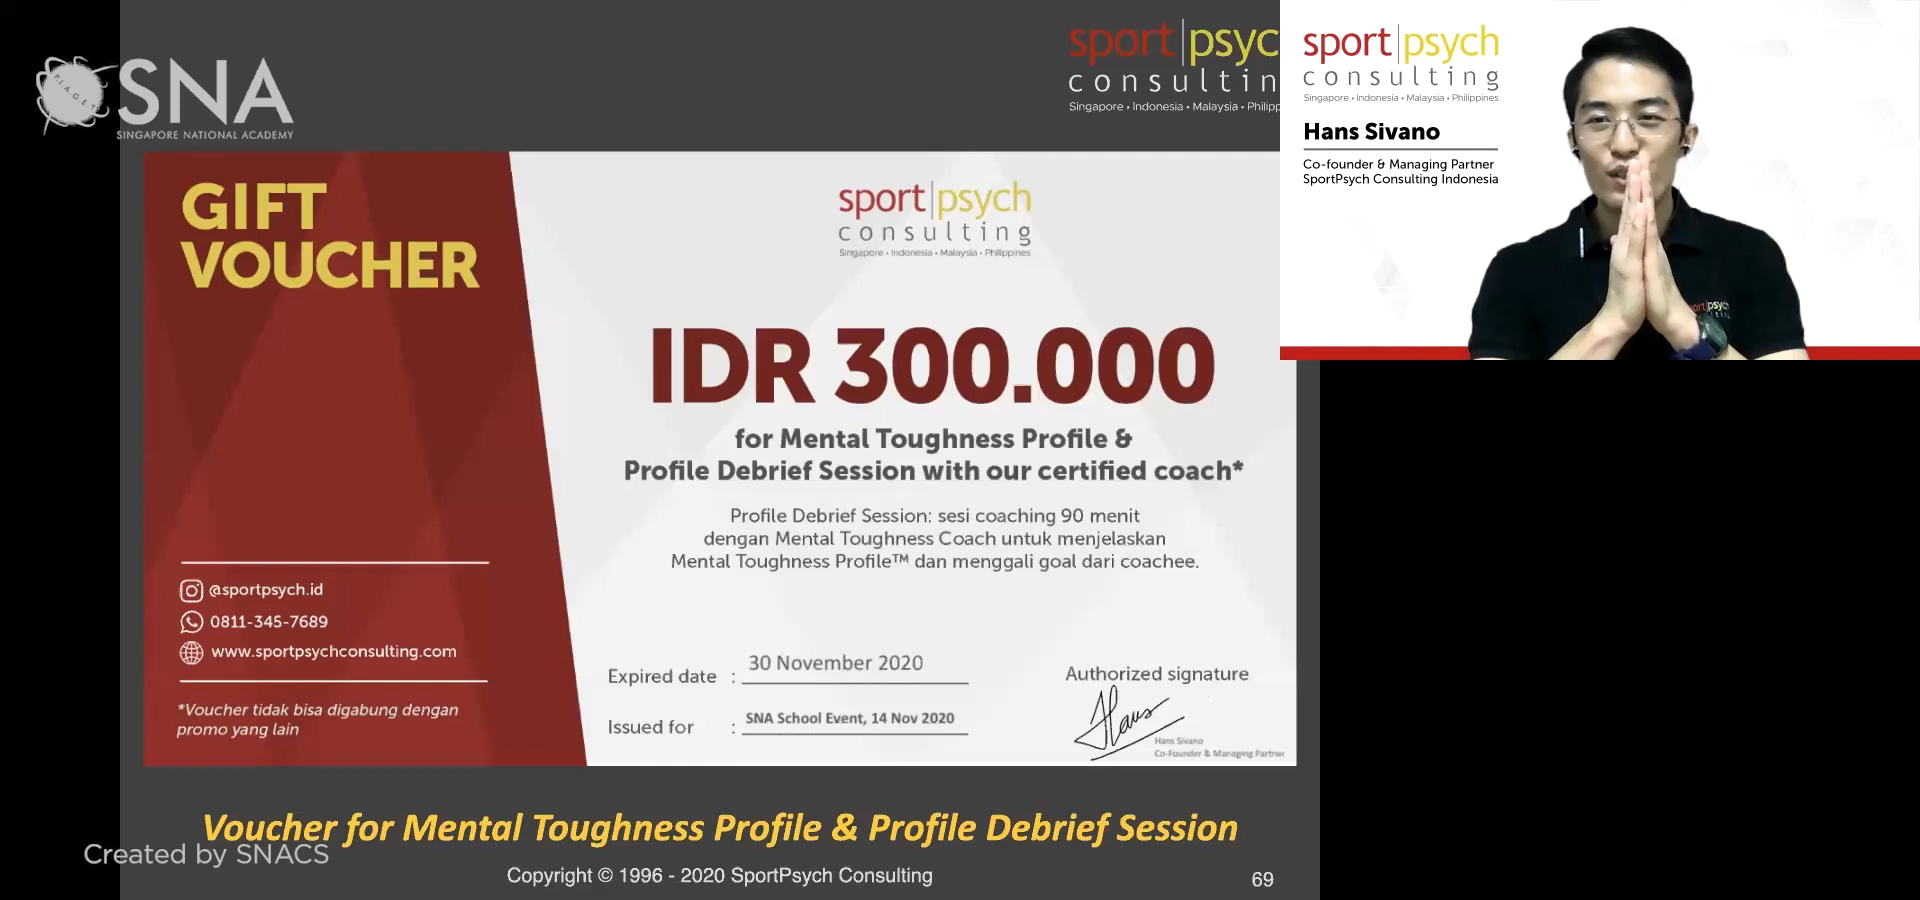 SNA
PIAGET
SINGAPORE NATIONAL ACADEMY
sport|psyc
consultin
Singapore • Indonesia • Malaysia • Philipp
sport|psych
consulting
Singapore • Indonesia • Malaysia • Philippines
Hans Sivano
Co-founder & Managing Partner
SportPsych Consulting Indonesia
GIFT
VOUCHER
@sportpsych.id
0811-345-7689
www.sportpsychconsulting.com
*Voucher tidak bisa digabung dengan
promo yang lain
sport|psych
consulting
Singapore • Indonesia • Malaysia • Philippines
IDR 300.000
for Mental Toughness Profile &
Profile Debrief Session with our certified coach*
Profile Debrief Session: sesi coaching 90 menit
dengan Mental Toughness Coach untuk menjelaskan
Mental Toughness Profile™ dan menggali goal dari coachee.
Expired date : 30 November 2020
Issued for : SNA School Event, 14 Nov 2020
Authorized signature
Hans
Hans Sivano
Co-Founder & Managing Partner
Voucher for Mental Toughness Profile & Profile Debrief Session
Created by SNACS
Copyright © 1996 - 2020 SportPsych Consulting
69